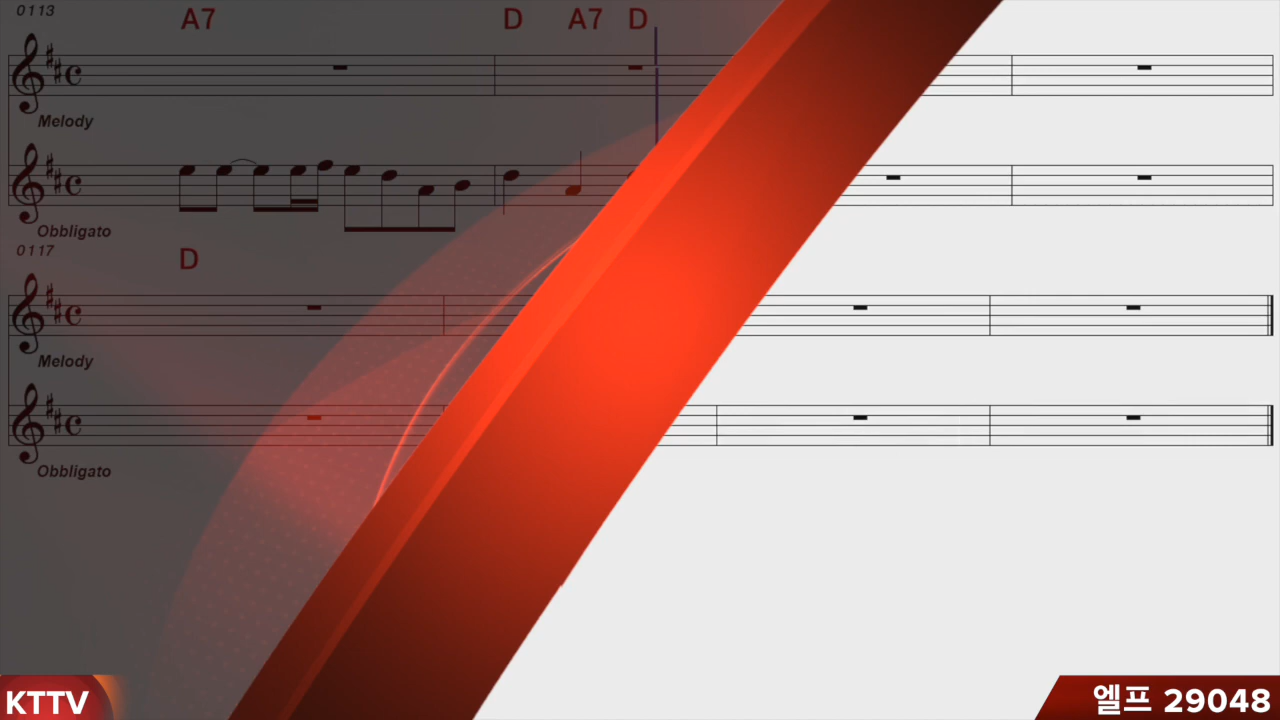 0113
A7 D A7 D
Melody
Obbligato
0117
D
Melody
Obbligato
KTTV
엘프 29048